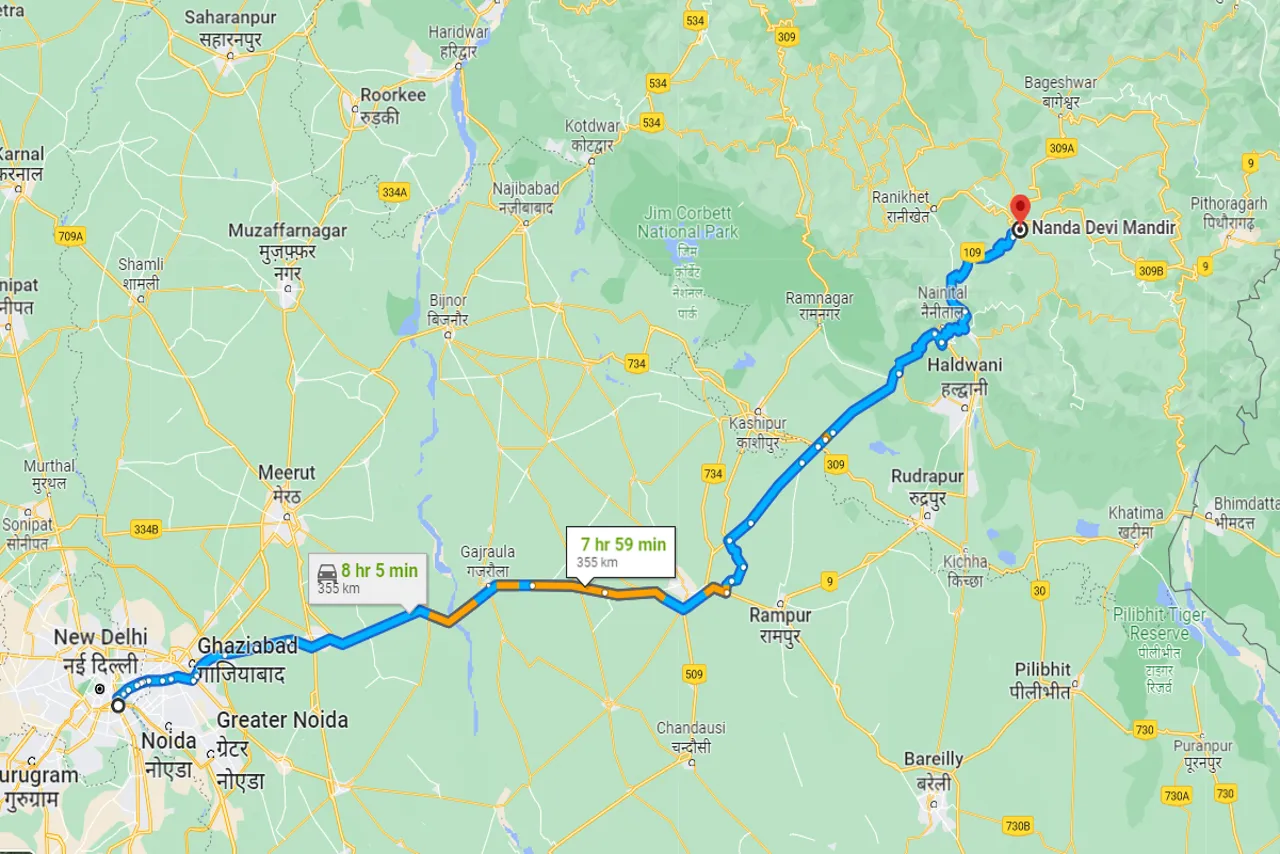 etra
Saharanpur
सहारनपुर
Haridwar
हरिद्वार
534
309
534
Roorkee
रुड़की
534
Kotdwar
कोटद्वार
Bageshwar
बागेश्वर
309A
Karnal
करनाल
334A
Najibabad
नज़ीबाबाद
Ranikhet
रानीखेत
9
Pithoragarh
पिथौरागढ़
Jim Corbett
National Park
जिम
कॉर्बेट
नेशनल
पार्क
Nanda Devi Mandir
Muzaffarnagar
मुज़फ़्फ़र
नगर
709A
109
309B
9
Shamli
शामली
nipat
नीपत
Bijnor
बिजनौर
Ramnagar
रामनगर
Nainital
नैनीताल
734
Haldwani
हल्द्वानी
Kashipur
काशीपुर
Murthal
मुरथल
Meerut
मेरठ
734
309
Rudrapur
रुद्रपुर
Sonipat
सोनीपत
334B
Khatima
खटीमा
Bhimdatta
भीमदत्त
Gajraula
गजरौला
7 hr 59 min
355 km
8 hr 5 min
355 km
Kichha
किच्छा
9
30
Rampur
रामपुर
Pilibhit Tiger
Reserve
पीलीभीत
टाइगर
रिजर्व
New Delhi
नई दिल्ली
Ghaziabad
गाजियाबाद
509
Pilibhit
पीलीभीत
Greater Noida
ग्रेटर
नोएडा
Noida
नोएडा
Chandausi
चन्दौसी
730
Puranpur
पूरनपुर
urugram
गुरुग्राम
Bareilly
बरेली
730A
730
730B